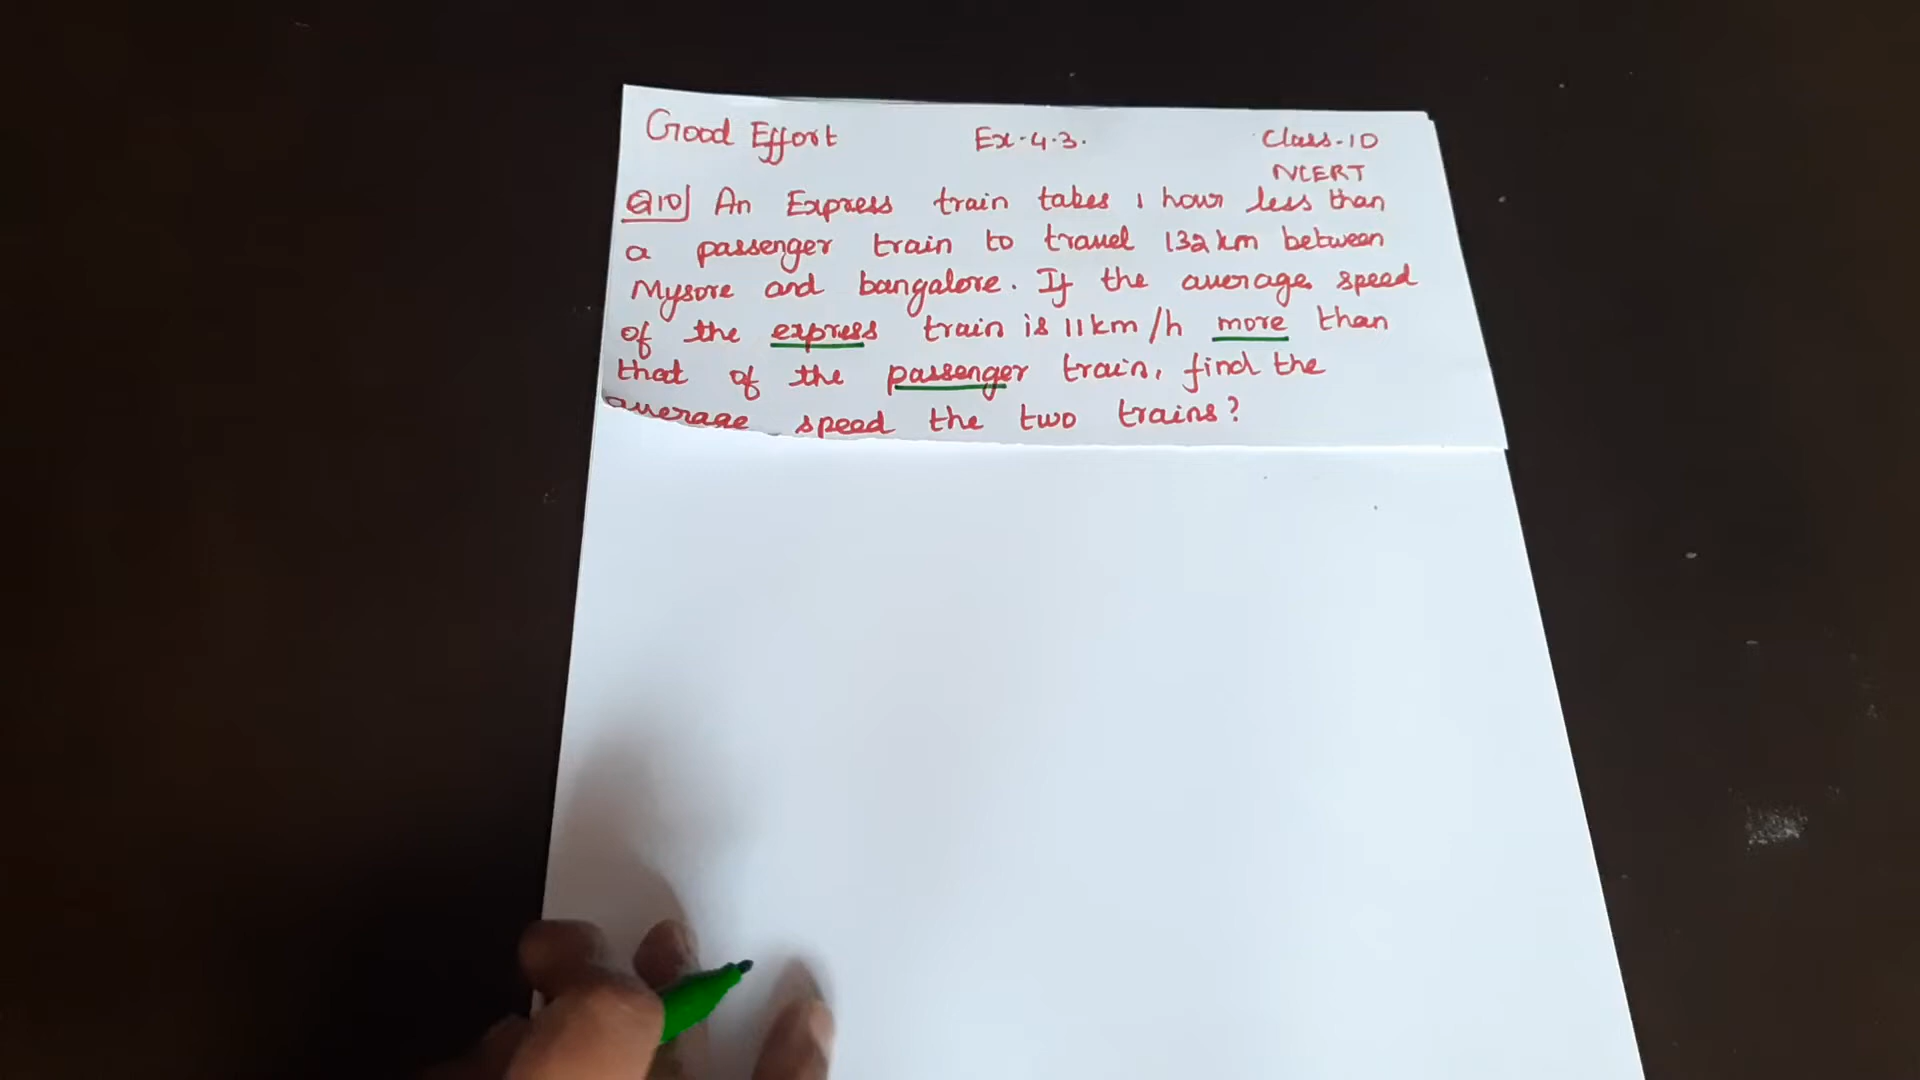 Good Effort Ex-4.3. Class-10
NCERT
Q10 An Express train takes 1 hour less than
a passenger train to travel 132 km between
Mysore and bangalore. If the average speed
of the express train is 11km/h more than
that of the passenger train, find the
average speed the two trains?